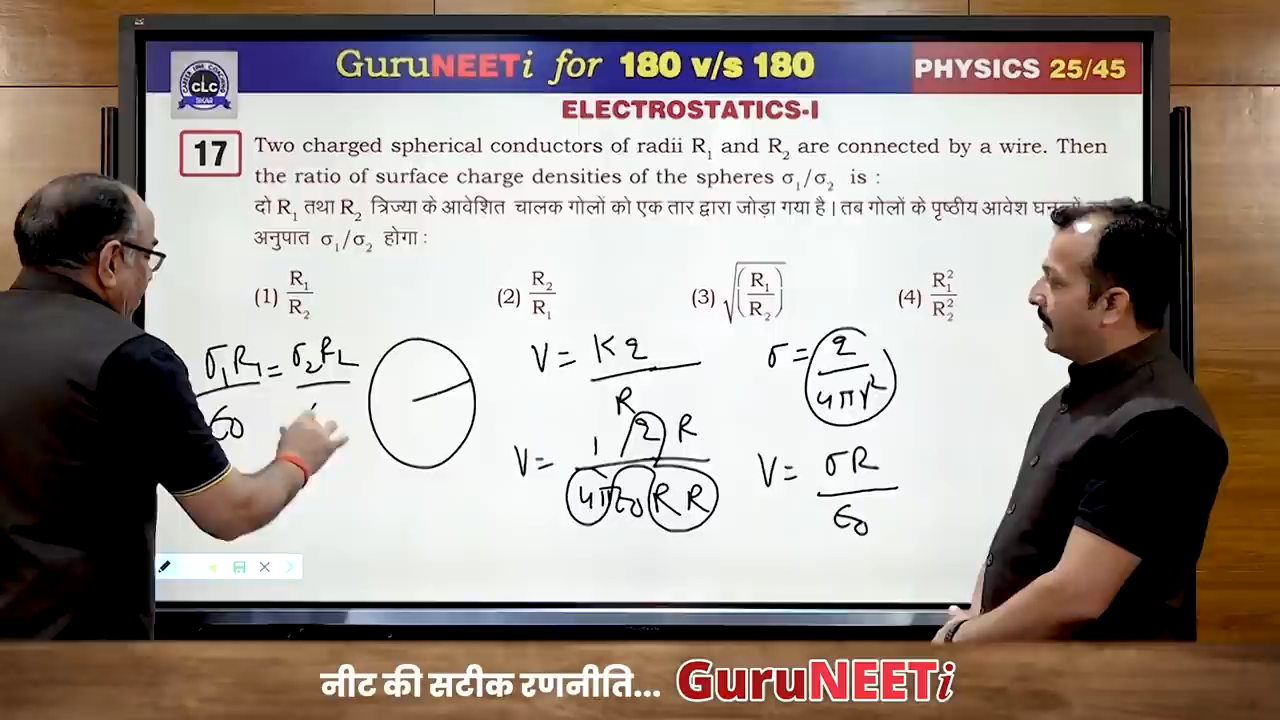 GuruNEETi for 180 v/s 180
PHYSICS 25/45
CLC
SIKAR
ELECTROSTATICS-I
17
Two charged spherical conductors of radii R₁ and R₂ are connected by a wire. Then
the ratio of surface charge densities of the spheres σ₁/σ₂ is :
दो R₁ तथा R₂ त्रिज्या के आवेशित चालक गोलों को एक तार द्वारा जोड़ा गया है। तब गोलों के पृष्ठीय आवेश
अनुपात σ₁/σ₂ होगा :
(1) R₁/R₂ (2) R₂/R₁ (3) √(R₁/R₂) (4) R₁²/R₂²
σ₁R₁/ε₀ = σ₂R₂/
V = Kq/R
σ = q/4πr²
V = 1 q R/4πε₀ R R
V = σR/ε₀
नीट की सटीक रणनीति... GuruNEETi